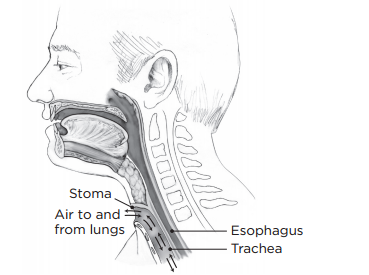 Stoma
Air to and
from lungs
Esophagus
Trachea